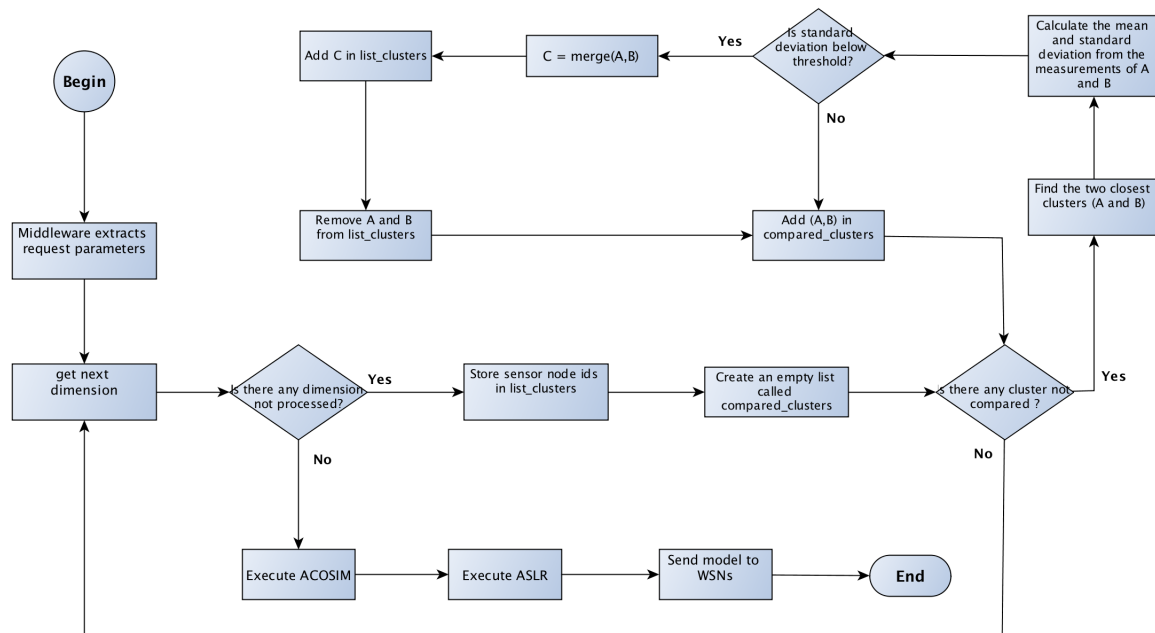 Begin
Middleware extracts
request parameters
get next
dimension
Is there any dimension
not processed?
Yes
No
Store sensor node ids
in list_clusters
Create an empty list
called
compared_clusters
Is there any cluster not
compared ?
Yes
No
Find the two closest
clusters (A and B)
Calculate the mean
and standard
deviation from the
measurements of A
and B
Is standard
deviation below
threshold?
Yes
No
C = merge(A,B)
Add C in list_clusters
Remove A and B
from list_clusters
Add (A,B) in
compared_clusters
Execute ACOSIM
Execute ASLR
Send model to
WSNs
End